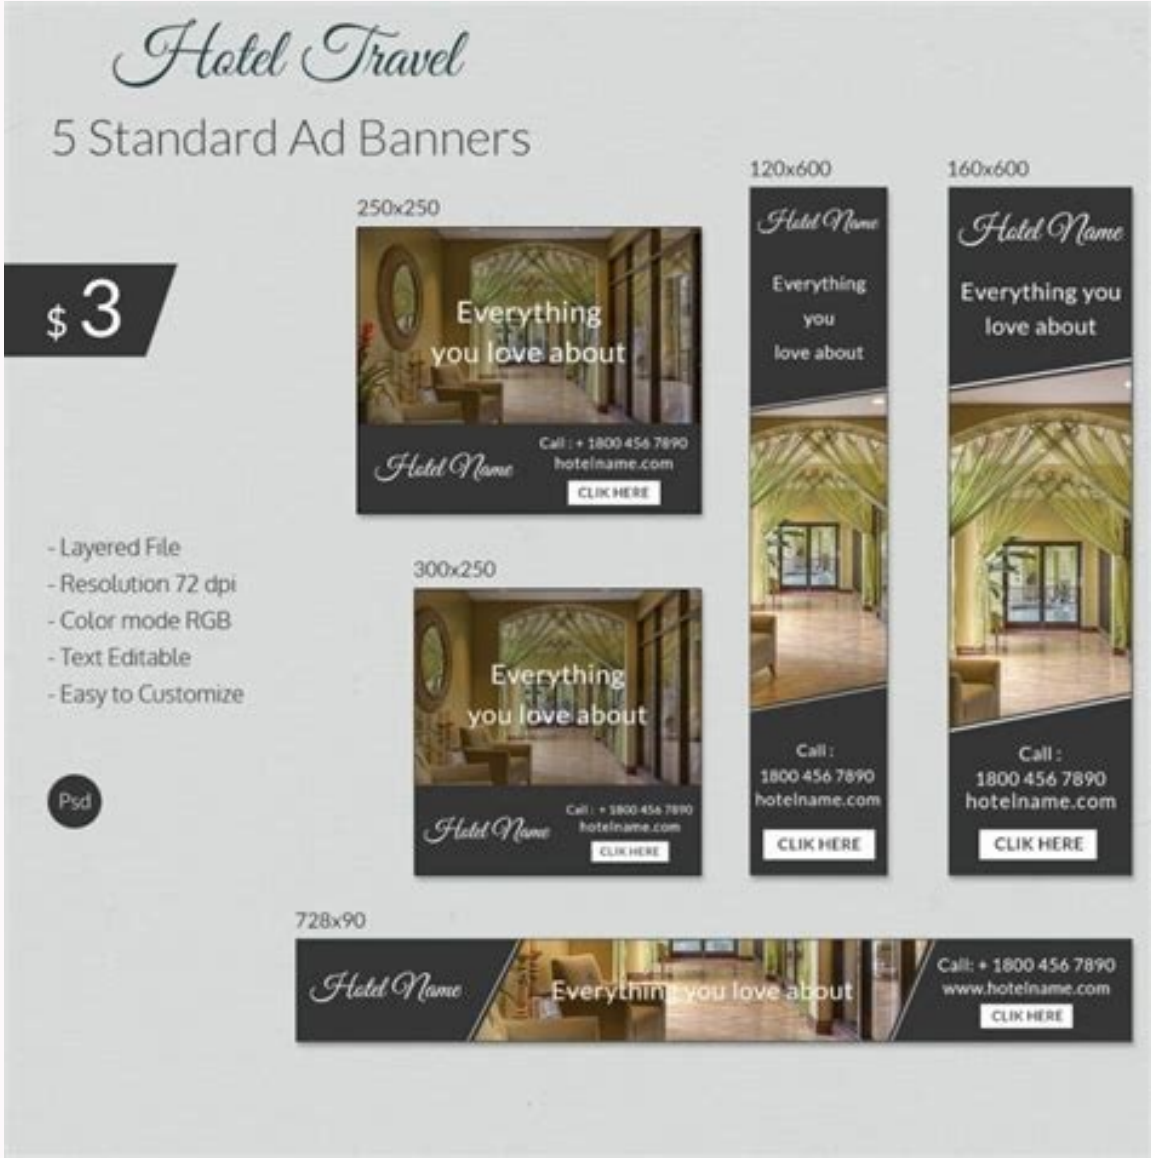 Hotel Travel
5 Standard Ad Banners
$ 3
- Layered File
- Resolution 72 dpi
- Color mode RGB
- Text Editable
- Easy to Customize
Psd
250x250
Everything
you love about
Hotel Name
Call : + 1800 456 7890
hotelname.com
CLIK HERE
300x250
Everything
you love about
Hotel Name
Call : + 1800 456 7890
hotelname.com
CLIK HERE
120x600
Hotel Name
Everything
you
love about
Call :
1800 456 7890
hotelname.com
CLIK HERE
160x600
Hotel Name
Everything you
love about
Call :
1800 456 7890
hotelname.com
CLIK HERE
728x90
Hotel Name
Everything you love about
Call: + 1800 456 7890
www.hotelname.com
CLIK HERE